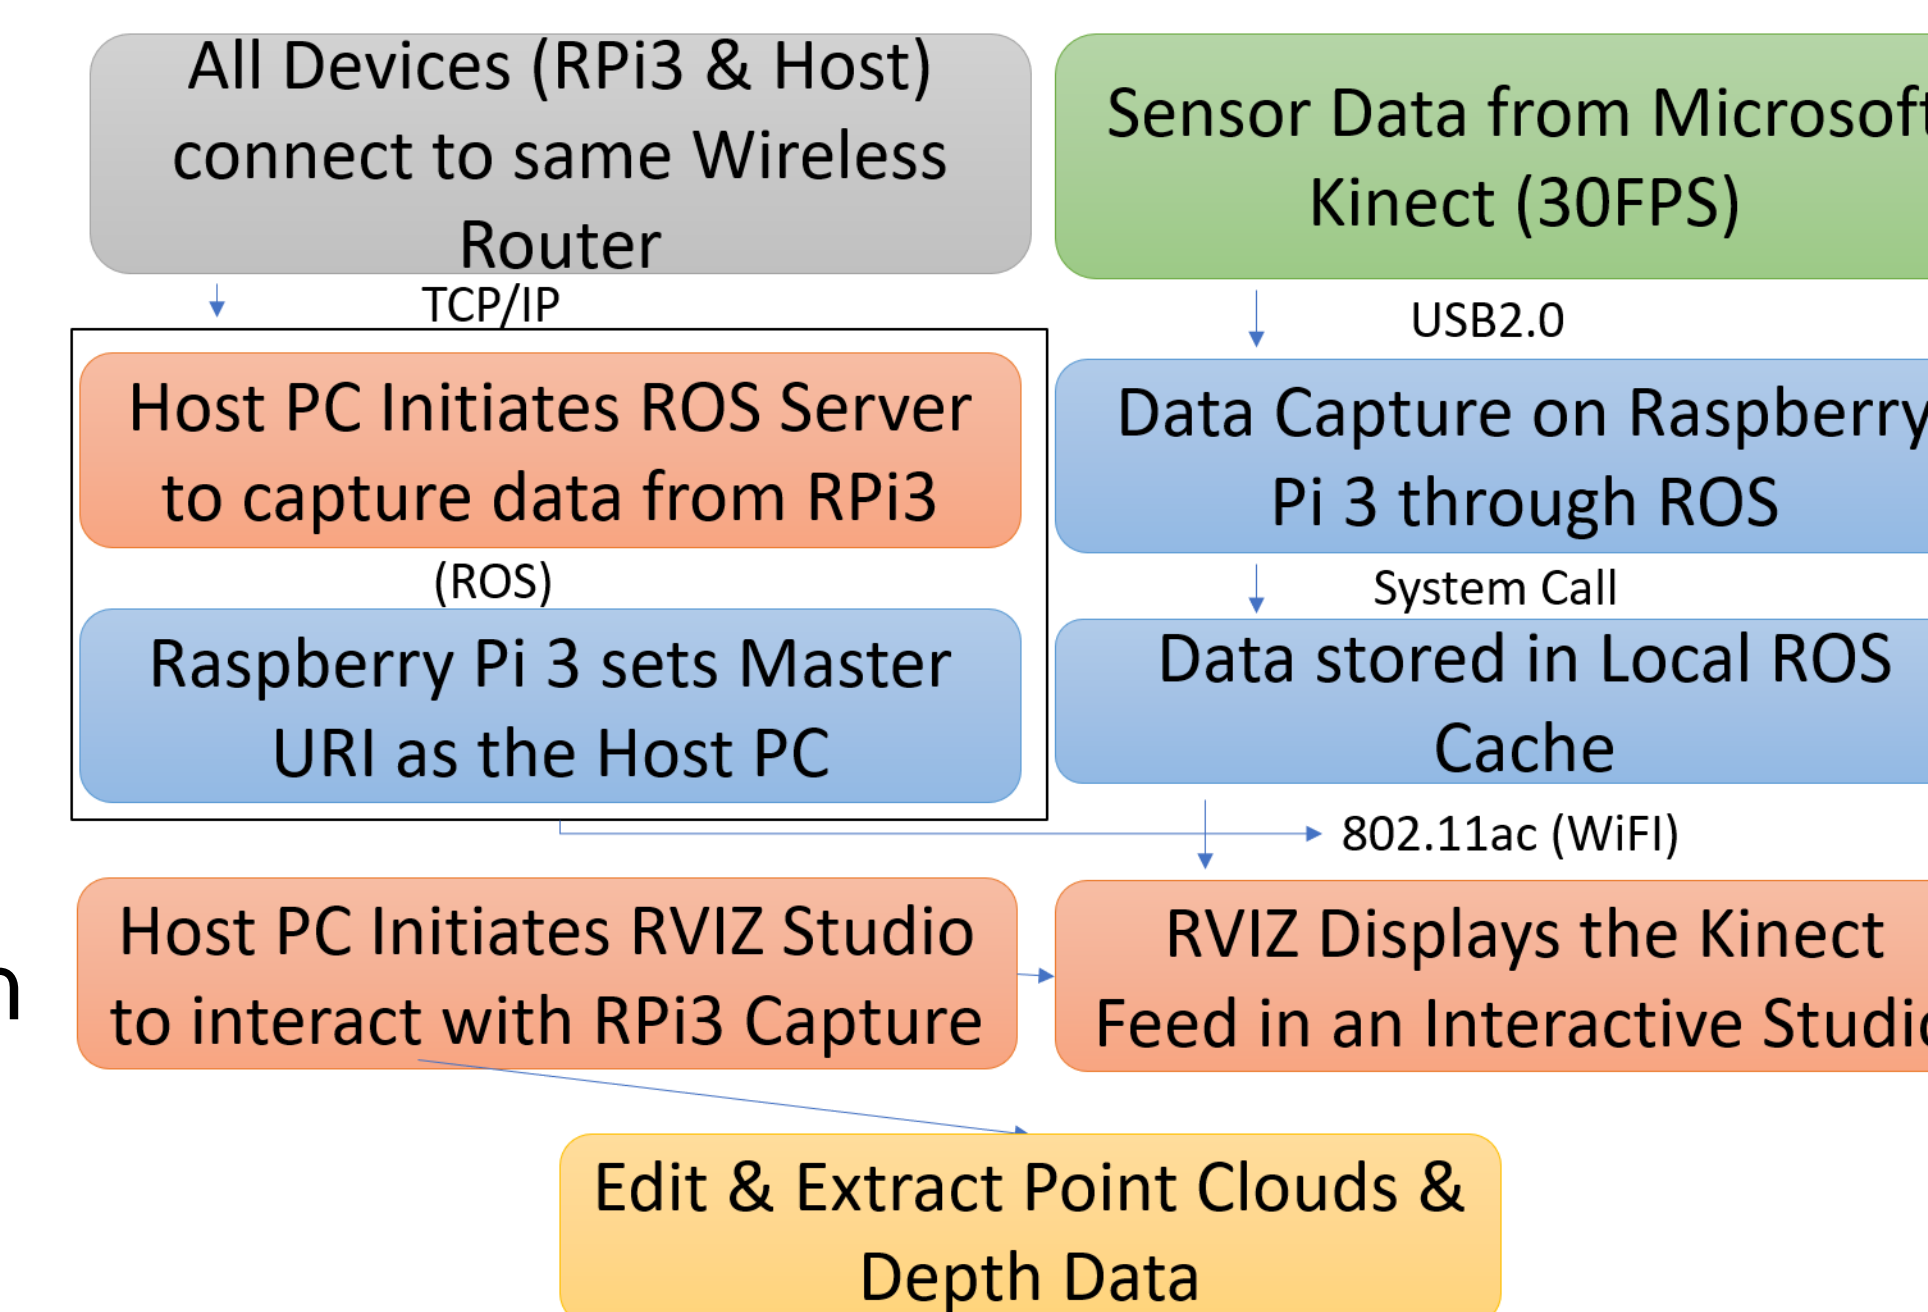 All Devices (RPi3 & Host)
connect to same Wireless
Router
TCP/IP
Host PC Initiates ROS Server
to capture data from RPi3
(ROS)
Raspberry Pi 3 sets Master
URI as the Host PC
Sensor Data from Microsoft
Kinect (30FPS)
USB2.0
Data Capture on Raspberry
Pi 3 through ROS
System Call
Data stored in Local ROS
Cache
802.11ac (WiFI)
n
Host PC Initiates RVIZ Studio
to interact with RPi3 Capture
RVIZ Displays the Kinect
Feed in an Interactive Studio
Edit & Extract Point Clouds &
Depth Data